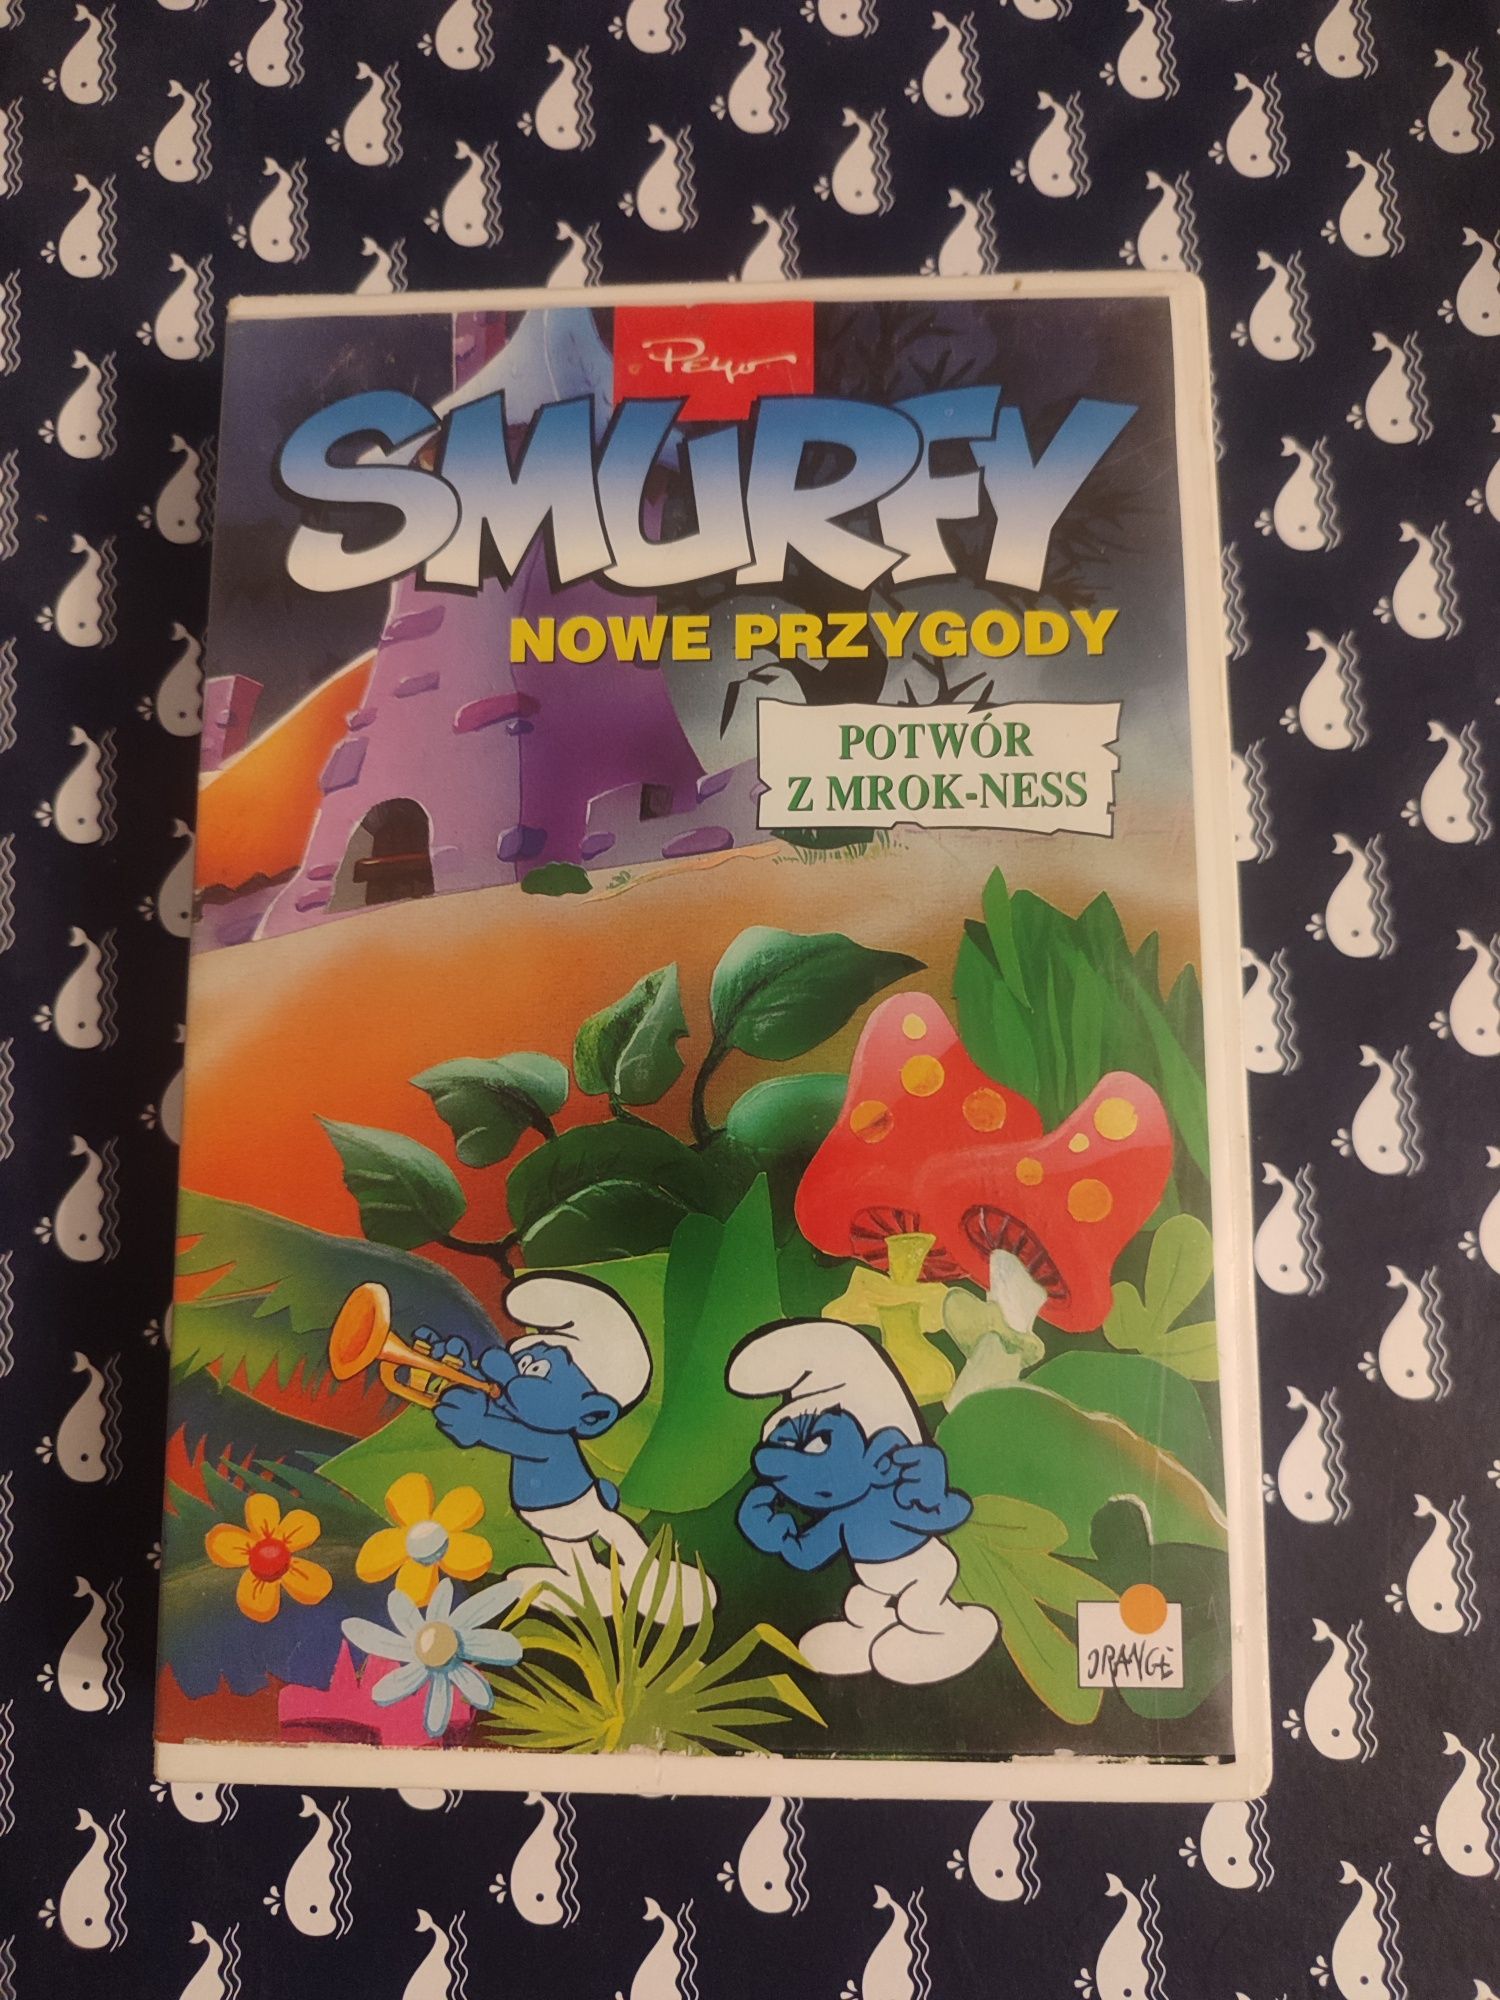 Peyo
SMURFY
NOWE PRZYGODY
POTWÓR
Z MROK-NESS
ORANGE